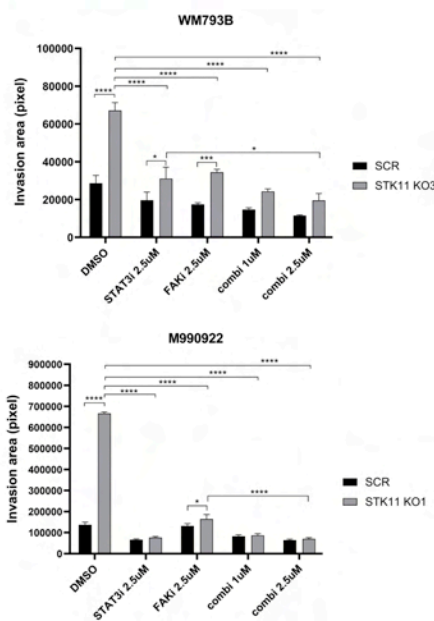 WM793B
Invasion area (pixel)
100000
80000
60000
40000
20000
0
****
****
****
****
*
***
*
SCR
STK11 KO3
DMSO
STAT3i 2.5uM
FAKi 2.5uM
combi 1uM
combi 2.5uM
M990922
Invasion area (pixel)
900000
800000
700000
600000
500000
400000
300000
200000
100000
0
****
****
****
****
****
*
SCR
STK11 KO1
DMSO
STAT3i 2.5uM
FAKi 2.5uM
combi 1uM
combi 2.5uM